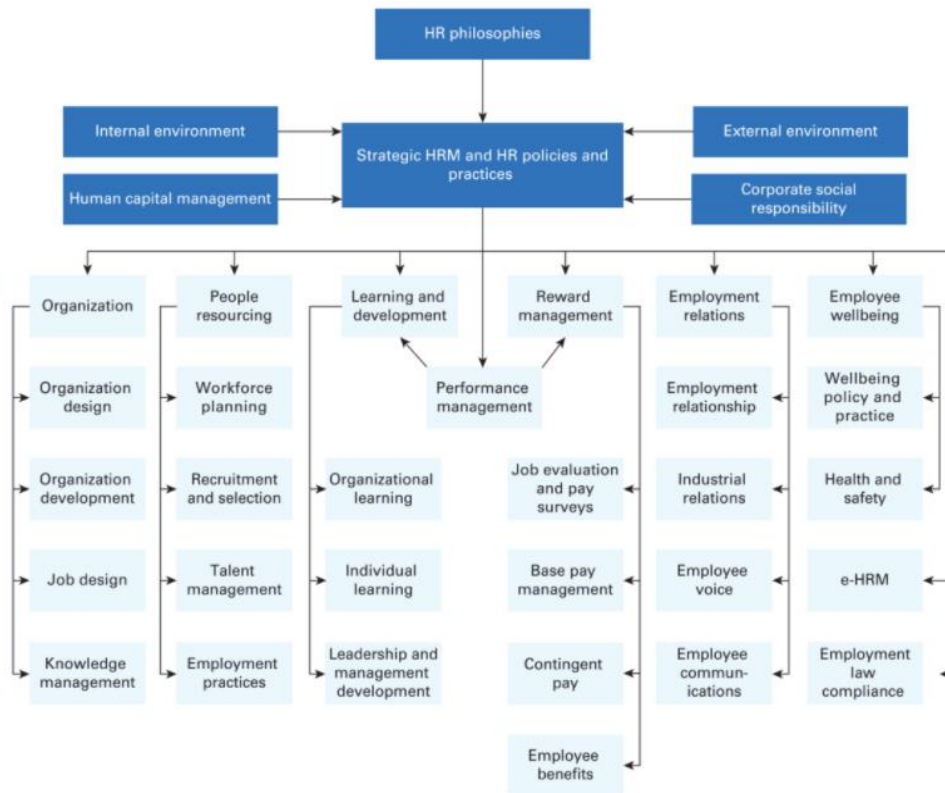 HR philosophies
Internal environment
External environment
Strategic HRM and HR policies and
practices
Human capital management
Corporate social
responsibility
Organization
People
resourcing
Learning and
development
Reward
management
Employment
relations
Employee
wellbeing
Organization
design
Workforce
planning
Performance
management
Employment
relationship
Wellbeing
policy and
practice
Organization
development
Recruitment
and selection
Organizational
learning
Job evaluation
and pay
surveys
Industrial
relations
Health and
safety
Job design
Talent
management
Individual
learning
Base pay
management
Employee
voice
e-HRM
Knowledge
management
Employment
practices
Leadership and
management
development
Contingent
pay
Employee
commun-
ications
Employment
law
compliance
Employee
benefits